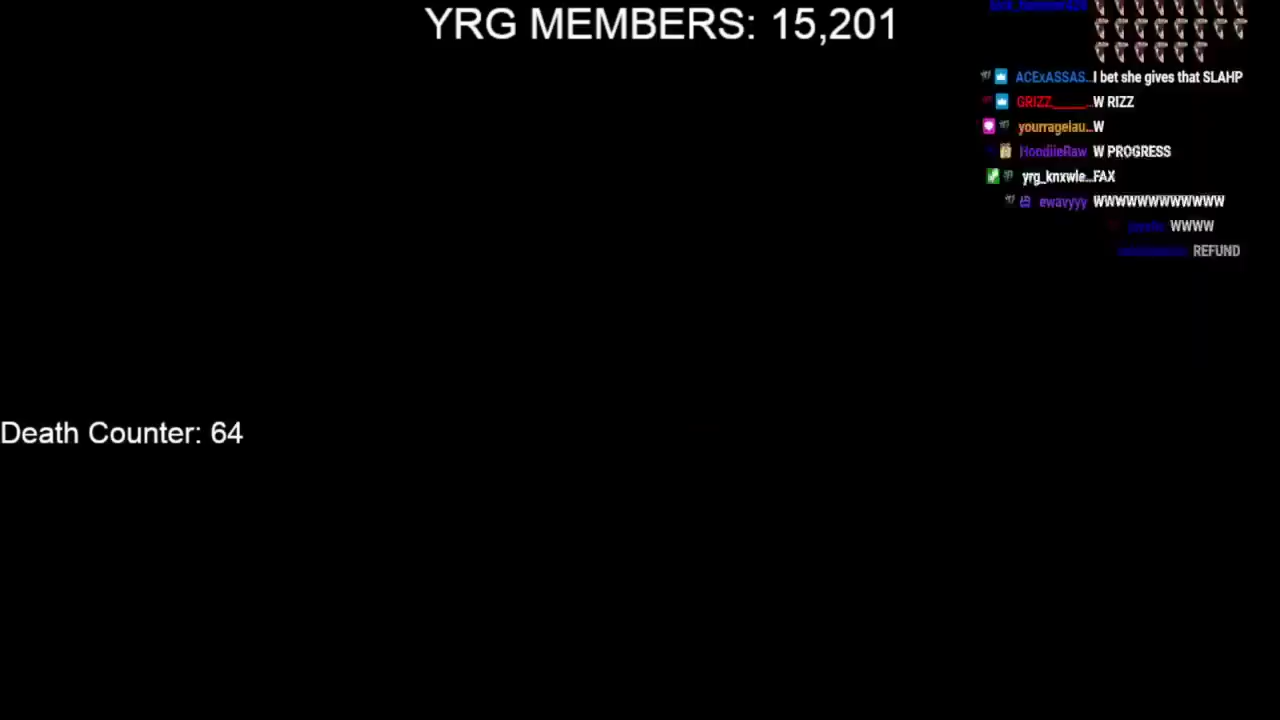 YRG MEMBERS: 15,201
ACExASSAS... I bet she gives that SLAHP
GRIZZ_____... W RIZZ
yourragelau... W
HoodiieRaw W PROGRESS
yrg_knxwle... FAX
ewavyyy WWWWWWWWWWWW
WWWW
REFUND
Death Counter: 64